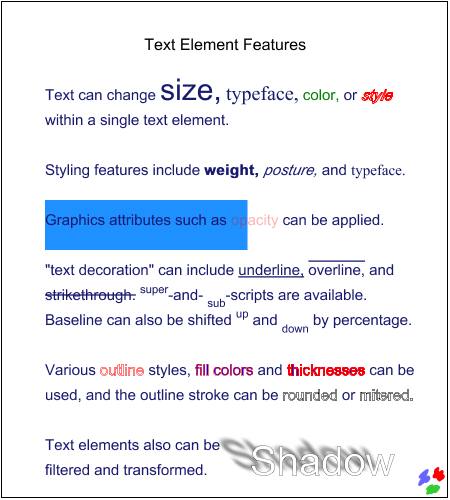 Text Element Features
Text can change size, typeface, color, or style
within a single text element.
Styling features include weight, posture, and typeface.
Graphics attributes such as opacity can be applied.
"text decoration" can include underline, overline, and
strikethrough. super-and- sub-scripts are available.
Baseline can also be shifted up and down by percentage.
Various outline styles, fill colors and thicknesses can be
used, and the outline stroke can be rounded or mitered.
Text elements also can be Shadow
filtered and transformed.